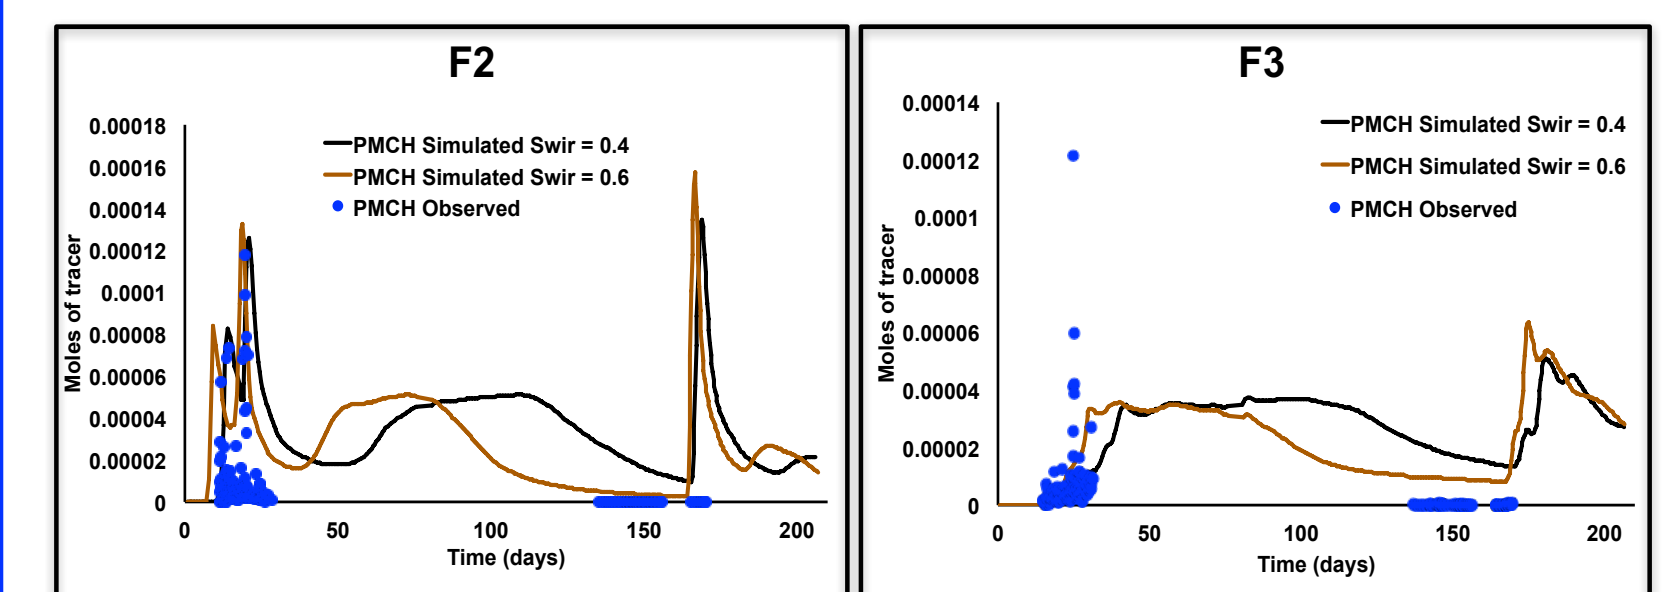 F2
0.00018
0.00016
0.00014
0.00012
0.0001
0.00008
0.00006
0.00004
0.00002
0
Moles of tracer
PMCH Simulated Swir = 0.4
PMCH Simulated Swir = 0.6
PMCH Observed
0 50 100 150 200
Time (days)
F3
0.00014
0.00012
0.0001
0.00008
0.00006
0.00004
0.00002
0
Moles of tracer
PMCH Simulated Swir = 0.4
PMCH Simulated Swir = 0.6
PMCH Observed
0 50 100 150 200
Time (days)